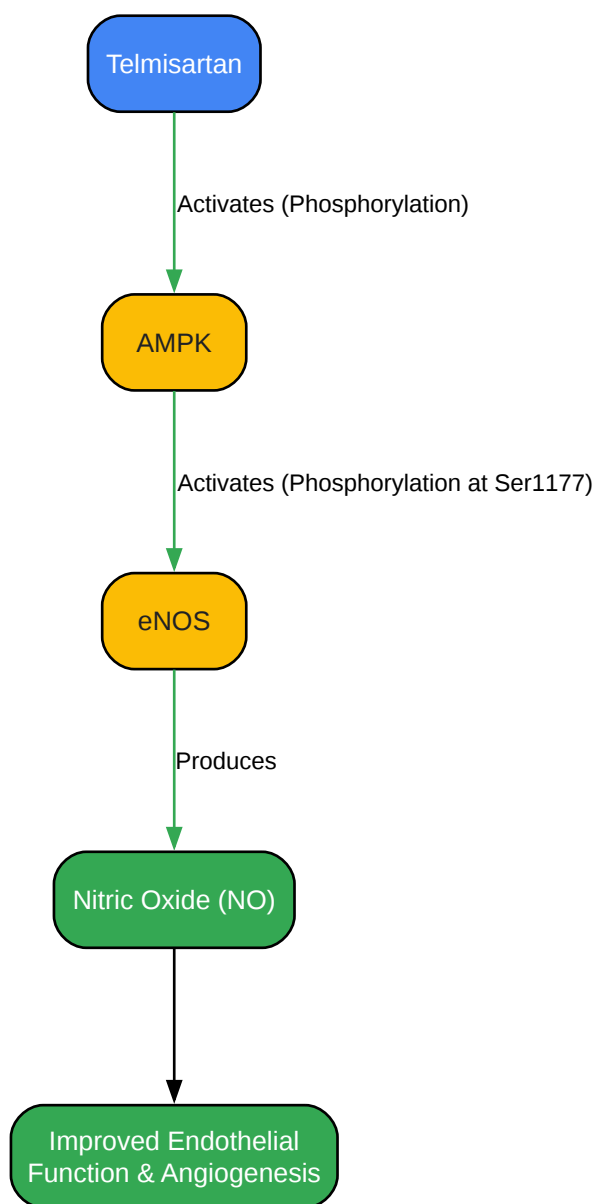 Telmisartan
Activates (Phosphorylation)
AMPK
Activates (Phosphorylation at Ser1177)
eNOS
Produces
Nitric Oxide (NO)
Improved Endothelial
Function & Angiogenesis